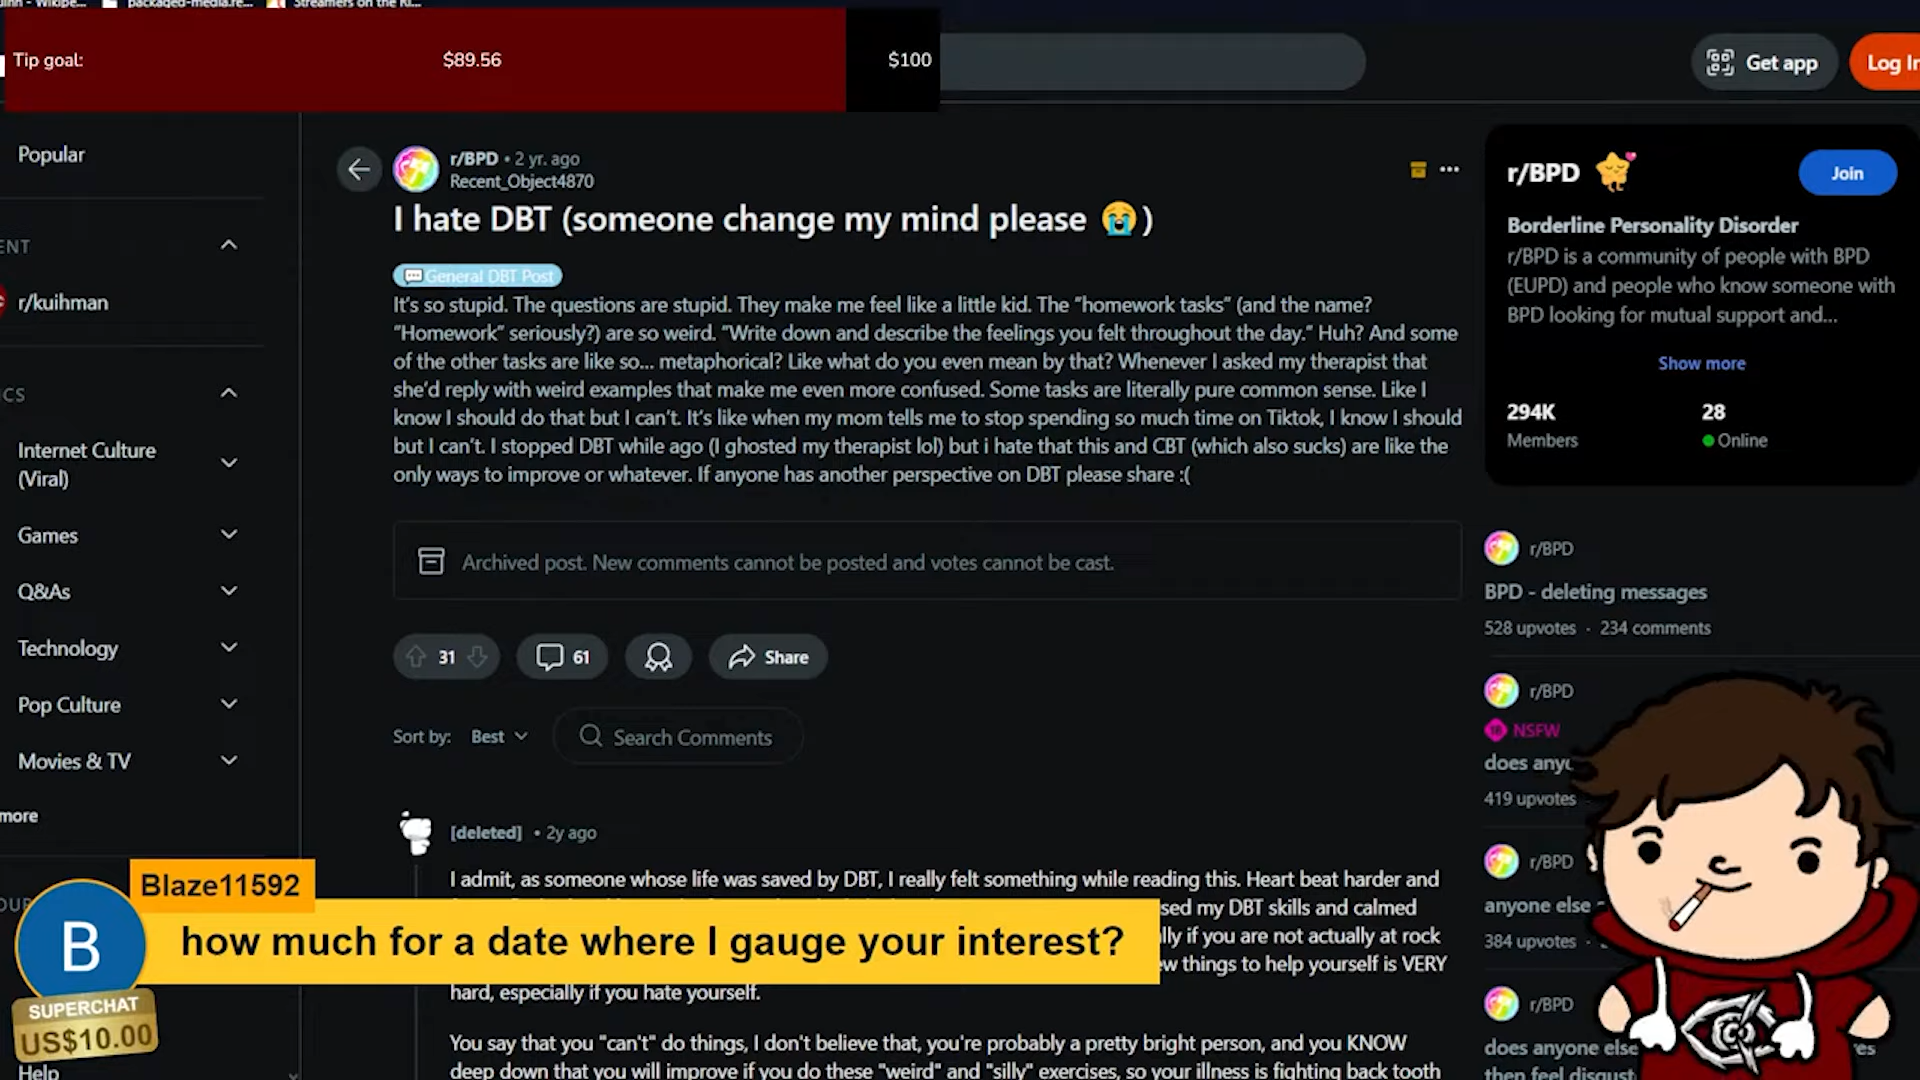 packaged-media.re...
Streamers on the Ri...
Tip goal:
$89.56
$100
Get app
Log In
Popular
r/kuihman
Internet Culture
(Viral)
Games
Q&As
Technology
Pop Culture
Movies & TV
more
Help
r/BPD • 2 yr. ago
Recent_Object4870
I hate DBT (someone change my mind please 😭)
💬General DBT Post
It's so stupid. The questions are stupid. They make me feel like a little kid. The "homework tasks" (and the name?
"Homework" seriously?) are so weird. "Write down and describe the feelings you felt throughout the day." Huh? And some
of the other tasks are like so... metaphorical? Like what do you even mean by that? Whenever I asked my therapist that
she'd reply with weird examples that make me even more confused. Some tasks are literally pure common sense. Like I
know I should do that but I can't. It's like when my mom tells me to stop spending so much time on Tiktok, I know I should
but I can't. I stopped DBT while ago (I ghosted my therapist lol) but i hate that this and CBT (which also sucks) are like the
only ways to improve or whatever. If anyone has another perspective on DBT please share :(
Archived post. New comments cannot be posted and votes cannot be cast.
31
61
Share
Sort by: Best
Search Comments
[deleted] • 2y ago
I admit, as someone whose life was saved by DBT, I really felt something while reading this. Heart beat harder and
sed my DBT skills and calmed
lly if you are not actually at rock
w things to help yourself is VERY
hard, especially if you hate yourself.
You say that you "can't" do things, I don't believe that, you're probably a pretty bright person, and you KNOW
deep down that you will improve if you do these "weird" and "silly" exercises, so your illness is fighting back tooth
Blaze11592
B
how much for a date where I gauge your interest?
SUPERCHAT
US$10.00
r/BPD
Join
Borderline Personality Disorder
r/BPD is a community of people with BPD
(EUPD) and people who know someone with
BPD looking for mutual support and...
Show more
294K
28
Members
Online
r/BPD
BPD - deleting messages
528 upvotes · 234 comments
r/BPD
NSFW
does anyo
419 upvotes
r/BPD
anyone else
384 upvotes ·
r/BPD
does anyone else
then feel disgust